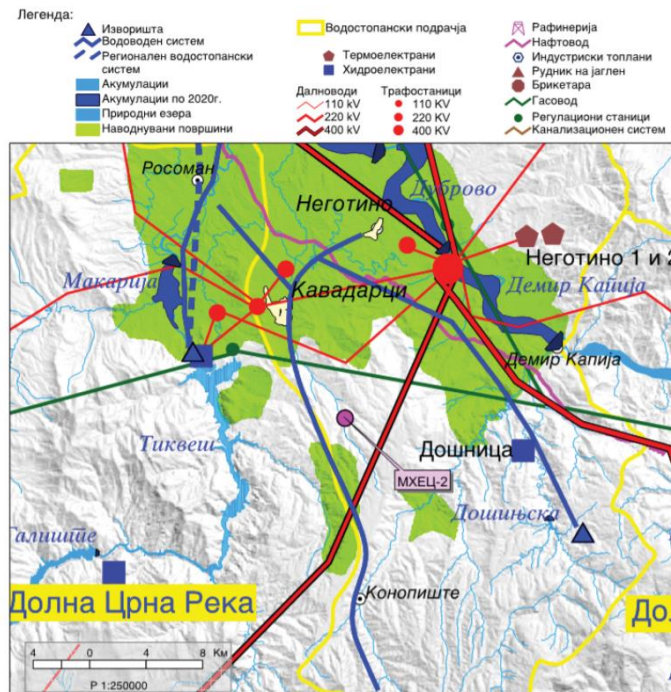 Легенда:
Изворишта
Водоводен систем
Регионален водостопански
систем
Акумулации
Акумулации по 2020г.
Природни езера
Наводнувани површини
Водостопански подрачја
Термоелектрани
Хидроелектрани
Далноводи
110 KV
220 KV
400 KV
Трафостаници
110 KV
220 KV
400 KV
Рафинерија
Нафтовод
Индустриски топлани
Рудник на јаглен
Брикетара
Гасовод
Регулациони станици
Канализационен систем
Росоман
Неготино
Дуброво
Неготино 1 и 2
Макарија
Кавадарци
Демир Капија
Демир Капија
Тиквеш
Дошница
МХЕЦ-2
Дошињска
Галиште
Конопиште
Долна Црна Река
Дол
4 0 4 8 Км
Р 1:250000